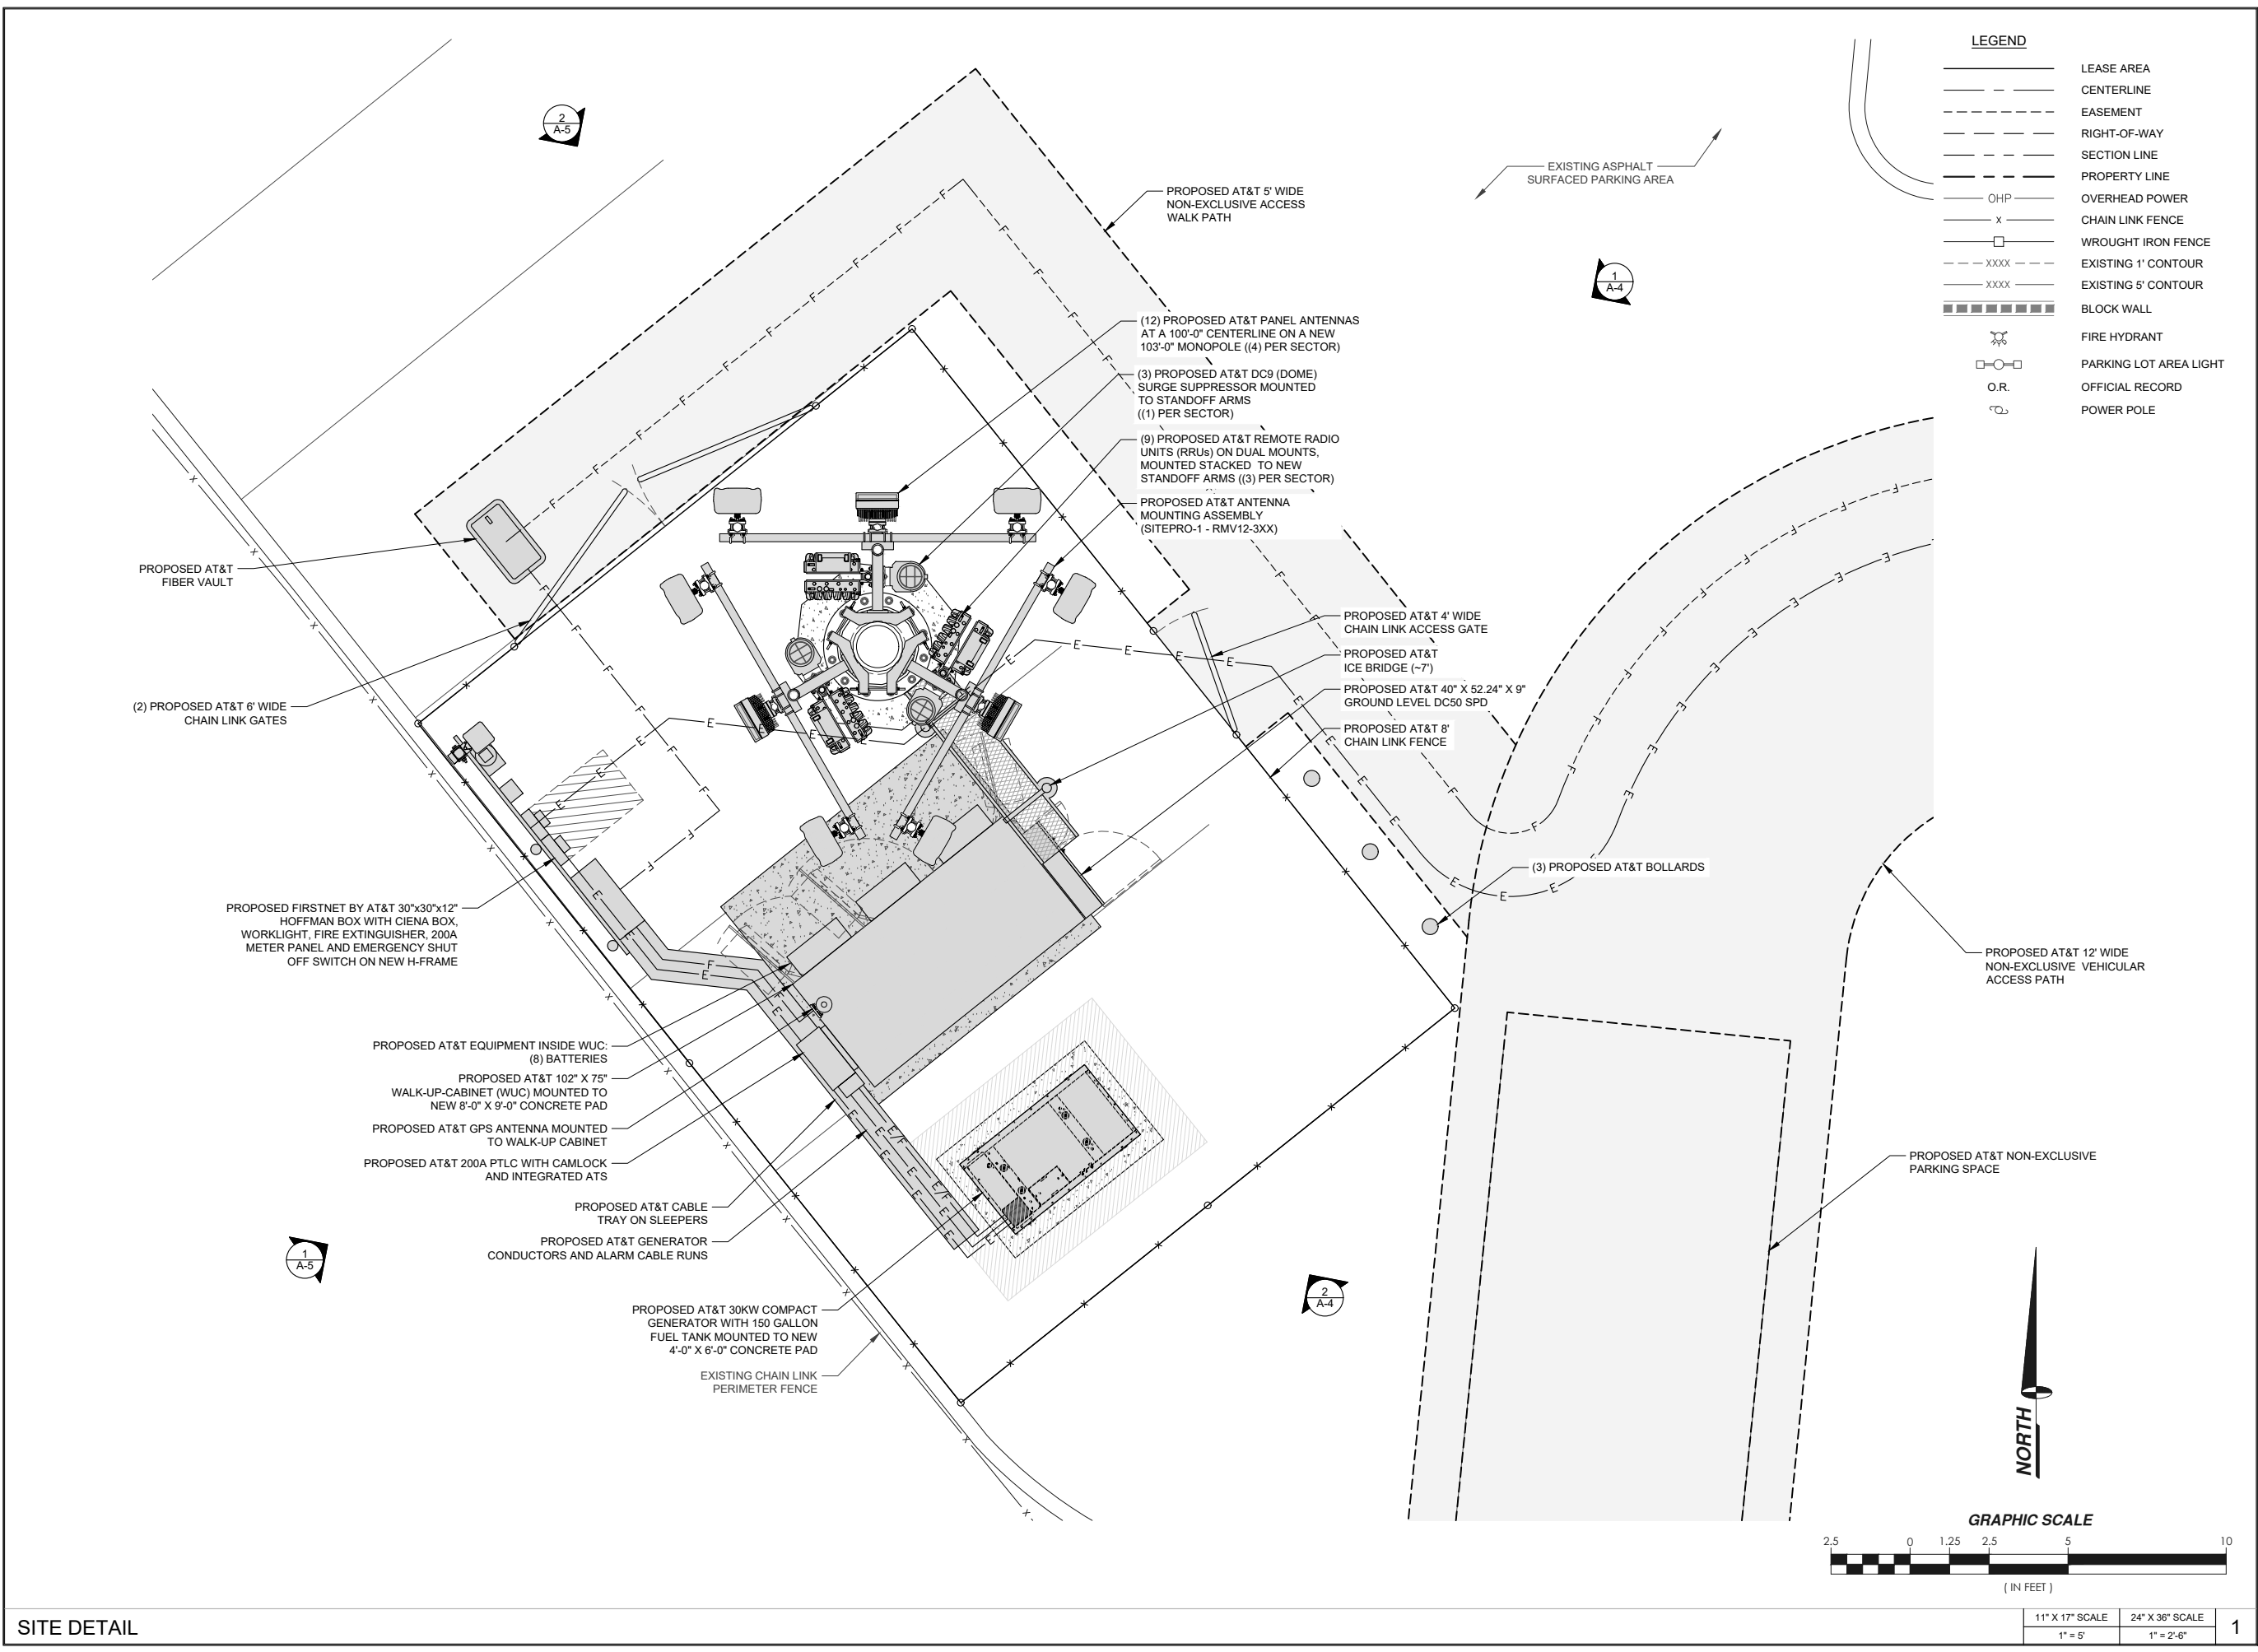 LEGEND
LEASE AREA
CENTERLINE
EASEMENT
RIGHT-OF-WAY
SECTION LINE
PROPERTY LINE
OHP
OVERHEAD POWER
x
CHAIN LINK FENCE
WROUGHT IRON FENCE
XXXX
EXISTING 1' CONTOUR
XXXX
EXISTING 5' CONTOUR
BLOCK WALL
FIRE HYDRANT
PARKING LOT AREA LIGHT
O.R.
OFFICIAL RECORD
POWER POLE
2
A-5
EXISTING ASPHALT
SURFACED PARKING AREA
PROPOSED AT&T 5' WIDE
NON-EXCLUSIVE ACCESS
WALK PATH
1
A-4
(12) PROPOSED AT&T PANEL ANTENNAS
AT A 100'-0" CENTERLINE ON A NEW
103'-0" MONOPOLE ((4) PER SECTOR)
(3) PROPOSED AT&T DC9 (DOME)
SURGE SUPPRESSOR MOUNTED
TO STANDOFF ARMS
((1) PER SECTOR)
(9) PROPOSED AT&T REMOTE RADIO
UNITS (RRUs) ON DUAL MOUNTS,
MOUNTED STACKED TO NEW
STANDOFF ARMS ((3) PER SECTOR)
PROPOSED AT&T ANTENNA
MOUNTING ASSEMBLY
(SITEPRO-1 - RMV12-3XX)
PROPOSED AT&T
FIBER VAULT
PROPOSED AT&T 4' WIDE
CHAIN LINK ACCESS GATE
PROPOSED AT&T
ICE BRIDGE (~7')
PROPOSED AT&T 40" X 52.24" X 9"
GROUND LEVEL DC50 SPD
PROPOSED AT&T 8'
CHAIN LINK FENCE
(2) PROPOSED AT&T 6' WIDE
CHAIN LINK GATES
(3) PROPOSED AT&T BOLLARDS
PROPOSED FIRSTNET BY AT&T 30"x30"x12"
HOFFMAN BOX WITH CIENA BOX,
WORKLIGHT, FIRE EXTINGUISHER, 200A
METER PANEL AND EMERGENCY SHUT
OFF SWITCH ON NEW H-FRAME
PROPOSED AT&T 12' WIDE
NON-EXCLUSIVE VEHICULAR
ACCESS PATH
PROPOSED AT&T EQUIPMENT INSIDE WUC:
(8) BATTERIES
PROPOSED AT&T 102" X 75"
WALK-UP-CABINET (WUC) MOUNTED TO
NEW 8'-0" X 9'-0" CONCRETE PAD
PROPOSED AT&T GPS ANTENNA MOUNTED
TO WALK-UP CABINET
PROPOSED AT&T 200A PTLC WITH CAMLOCK
AND INTEGRATED ATS
PROPOSED AT&T CABLE
TRAY ON SLEEPERS
PROPOSED AT&T GENERATOR
CONDUCTORS AND ALARM CABLE RUNS
PROPOSED AT&T NON-EXCLUSIVE
PARKING SPACE
1
A-5
2
A-4
PROPOSED AT&T 30KW COMPACT
GENERATOR WITH 150 GALLON
FUEL TANK MOUNTED TO NEW
4'-0" X 6'-0" CONCRETE PAD
EXISTING CHAIN LINK
PERIMETER FENCE
NORTH
GRAPHIC SCALE
2.5 0 1.25 2.5 5 10
( IN FEET )
SITE DETAIL
11" X 17" SCALE
1" = 5'
24" X 36" SCALE
1" = 2'-6"
1